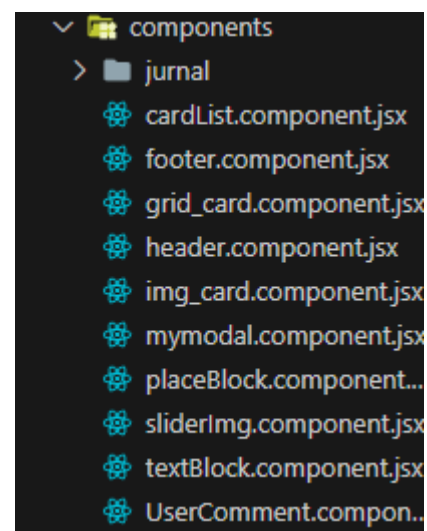 components
jurnal
cardList.component.jsx
footer.component.jsx
grid_card.component.jsx
header.component.jsx
img_card.component.jsx
mymodal.component.jsx
placeBlock.component...
sliderImg.component.jsx
textBlock.component.jsx
UserComment.compon...